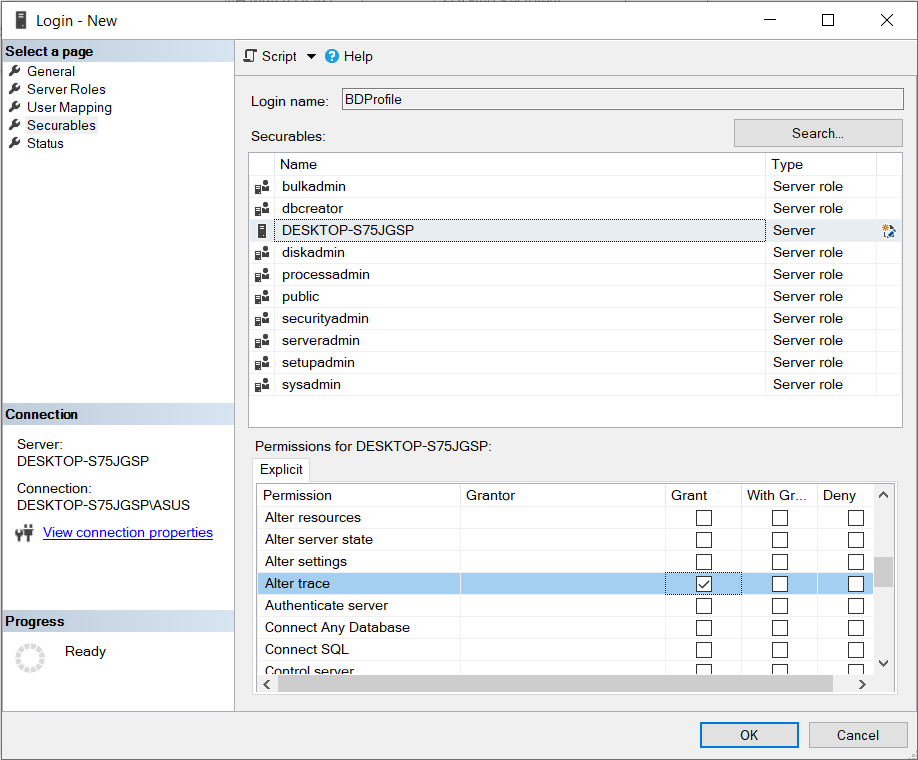 Login - New
Select a page
General
Server Roles
User Mapping
Securables
Status
Script
Help
Login name: BDProfile
Securables:
Search...
Name Type
bulkadmin Server role
dbcreator Server role
DESKTOP-S75JGSP Server
diskadmin Server role
processadmin Server role
public Server role
securityadmin Server role
serveradmin Server role
setupadmin Server role
sysadmin Server role
Connection
Server:
DESKTOP-S75JGSP
Connection:
DESKTOP-S75JGSP\ASUS
View connection properties
Progress
Ready
Permissions for DESKTOP-S75JGSP:
Explicit
Permission Grantor Grant With Gr... Deny
Alter resources
Alter server state
Alter settings
Alter trace
Authenticate server
Connect Any Database
Connect SQL
Control server
OK Cancel